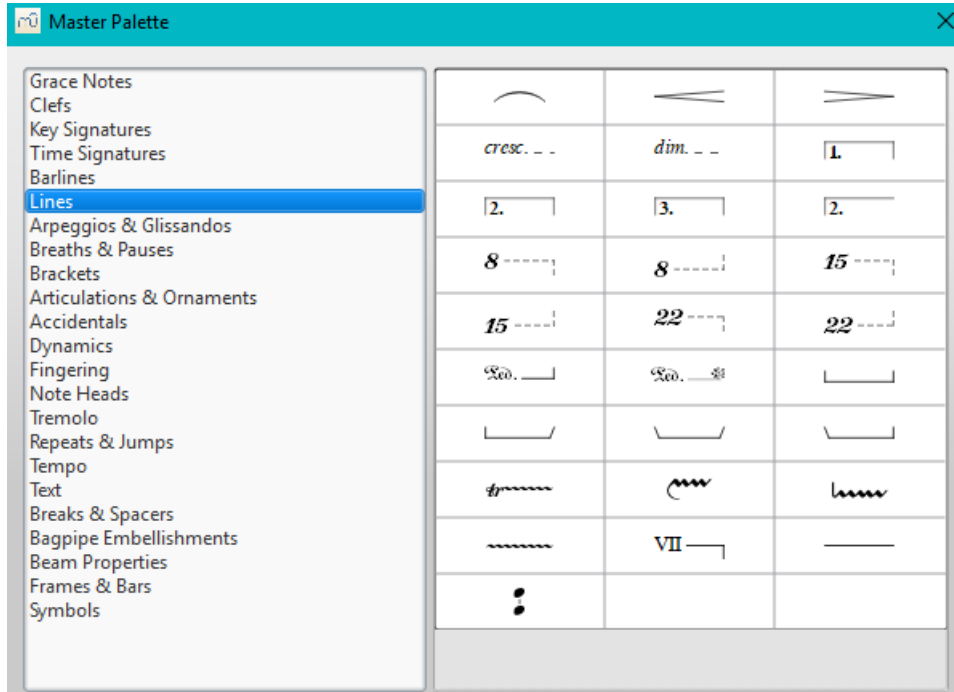 Master Palette
Grace Notes
Clefs
Key Signatures
Time Signatures
Barlines
Lines
Arpeggios & Glissandos
Breaths & Pauses
Brackets
Articulations & Ornaments
Accidentals
Dynamics
Fingering
Note Heads
Tremolo
Repeats & Jumps
Tempo
Text
Breaks & Spacers
Bagpipe Embellishments
Beam Properties
Frames & Bars
Symbols
cresc. _ _ dim. _ _ 1.
2. 3. 2.
8 8 15
15 22 22
Ped. Ped.
tr
VII